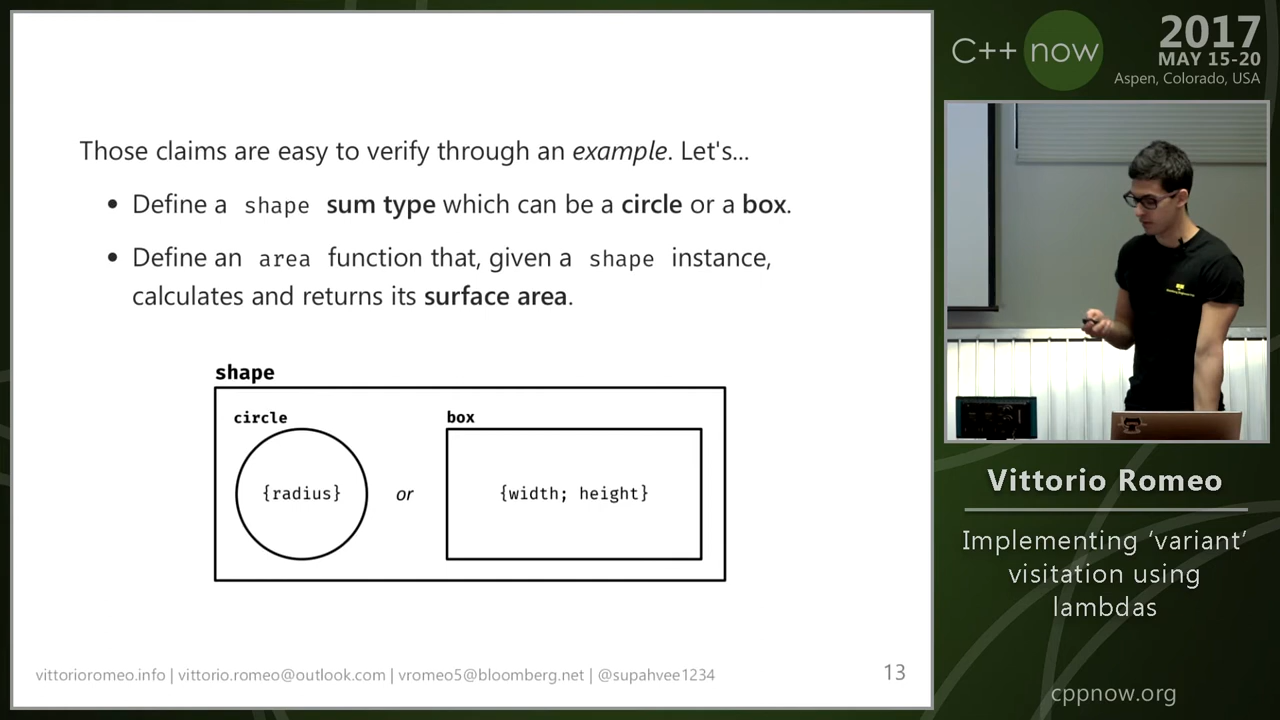 Those claims are easy to verify through an example. Let's...
• Define a shape sum type which can be a circle or a box.
• Define an area function that, given a shape instance,
calculates and returns its surface area.
shape
circle
box
{radius}
or
{width; height}
vittorioromeo.info | vittorio.romeo@outlook.com | vromeo5@bloomberg.net | @supahvee1234
13
C++ now
2017
MAY 15-20
Aspen, Colorado, USA
Vittorio Romeo
Implementing ‘variant’
visitation using
lambdas
cppnow.org